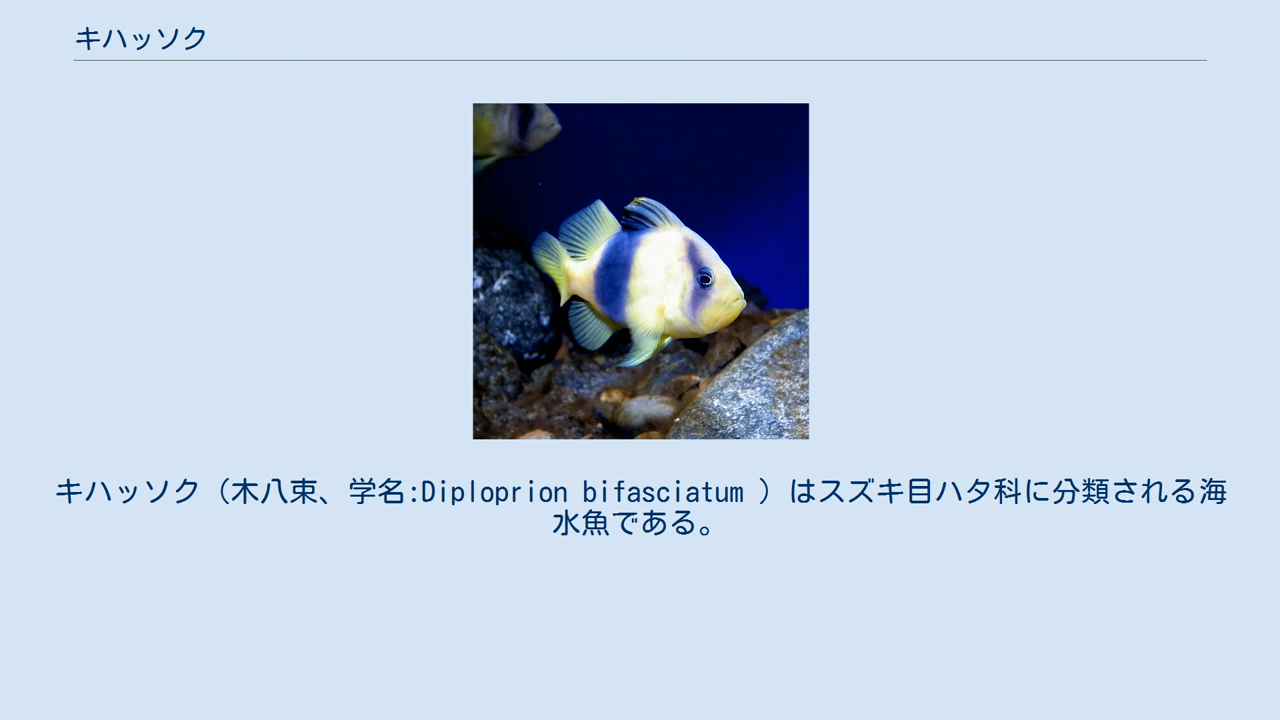 キハッソク
キハッソク（木八束、学名:Diploprion bifasciatum ）はスズキ目ハタ科に分類される海
水魚である。